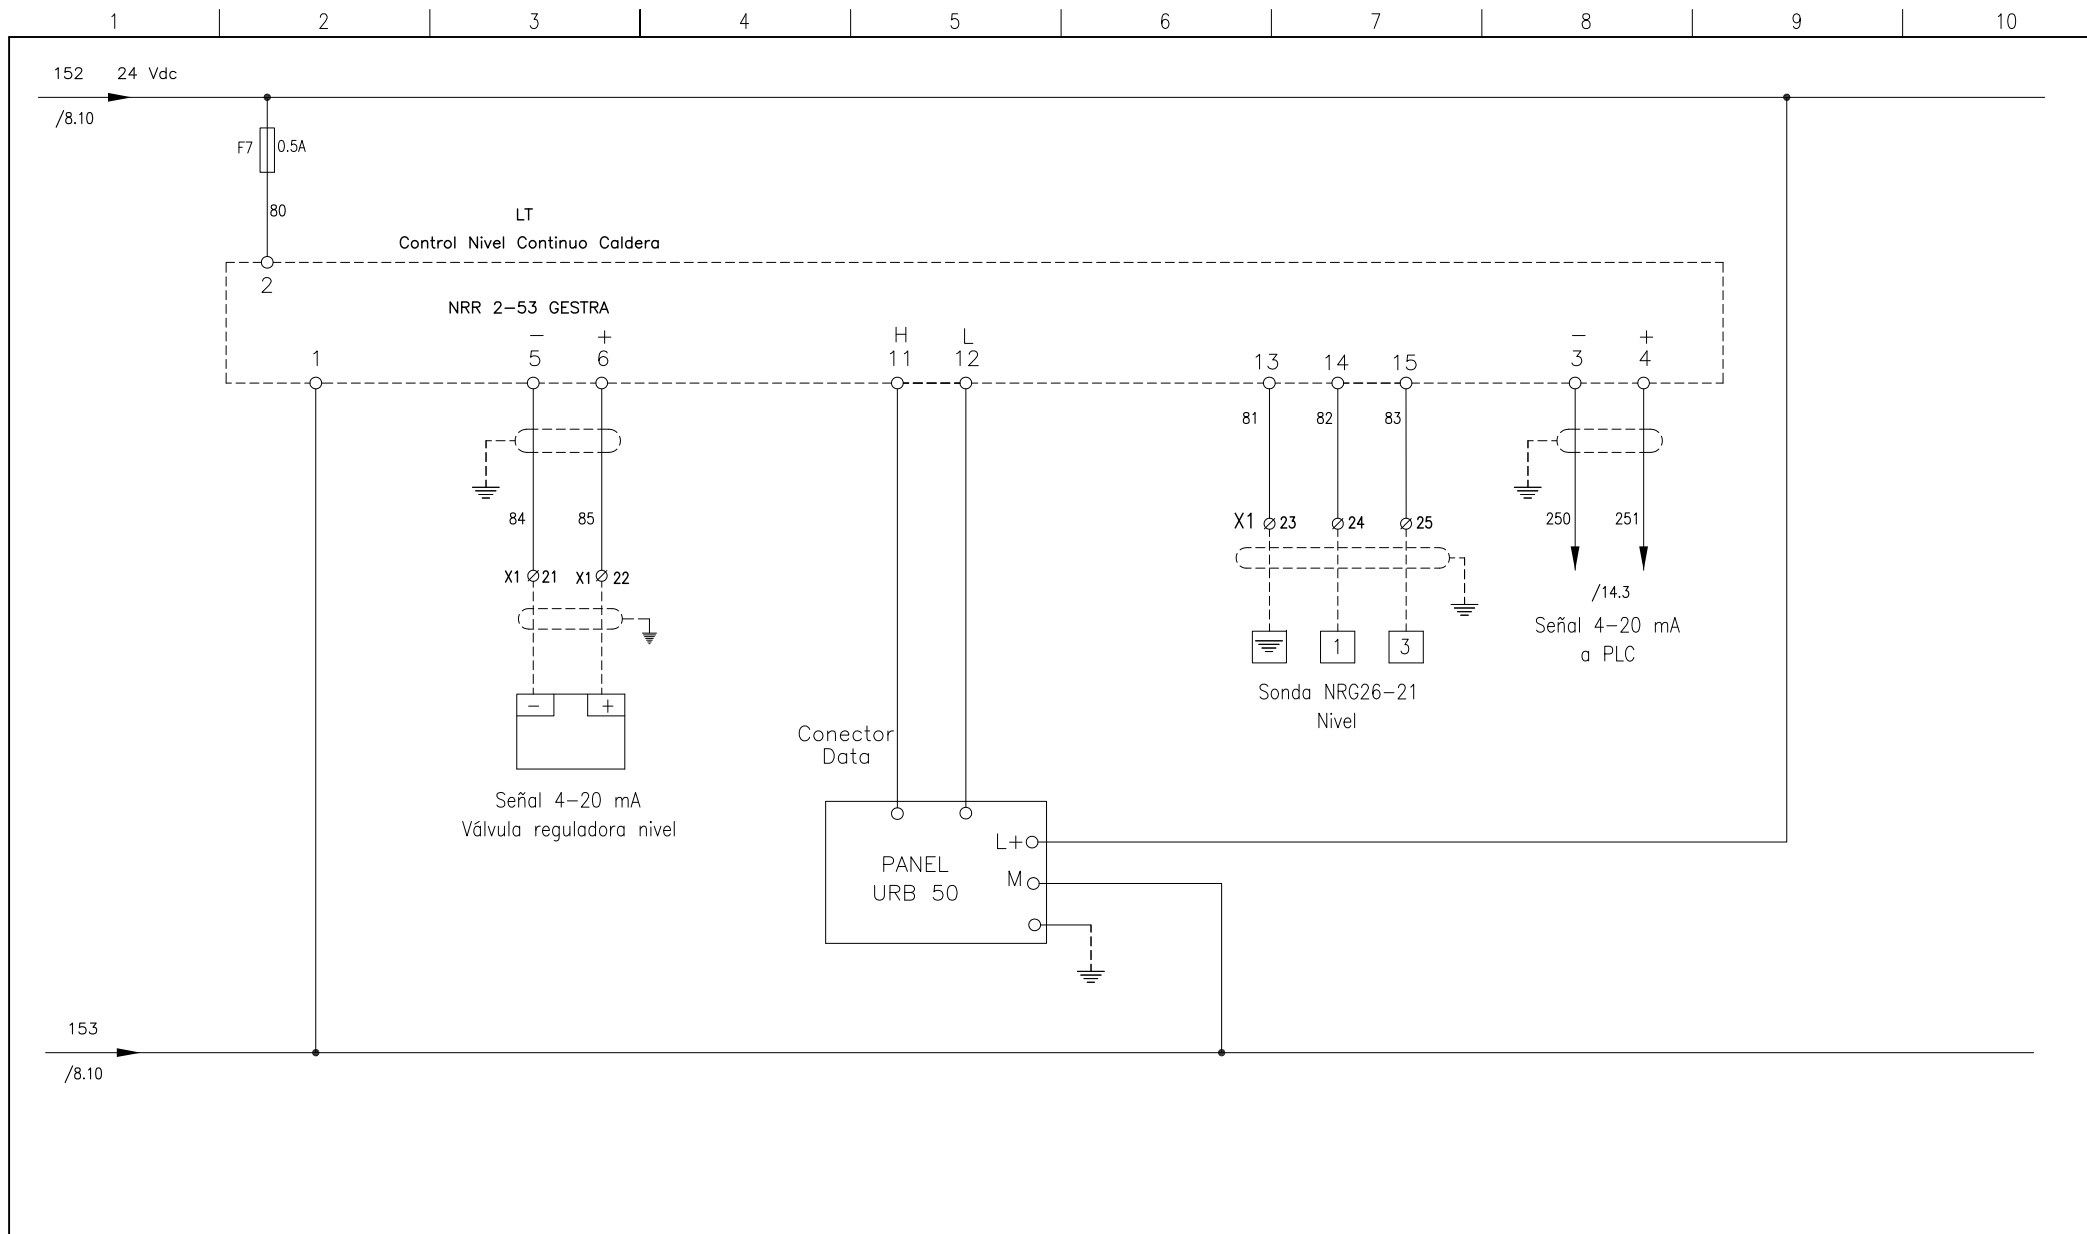 1 2 3 4 5 6 7 8 9 10
152 24 Vdc
/8.10
F7 0.5A
80
LT
Control Nivel Continuo Caldera
2
NRR 2-53 GESTRA
− + H L − +
1 5 6 11 12 13 14 15 3 4
81 82 83
84 85 X1 23 24 25 250 251
X1 21 X1 22
/14.3
Señal 4-20 mA
a PLC
1 3
Sonda NRG26-21
Nivel
− +
Conector
Data
Señal 4-20 mA
Válvula reguladora nivel
L+
PANEL
M
URB 50
153
/8.10